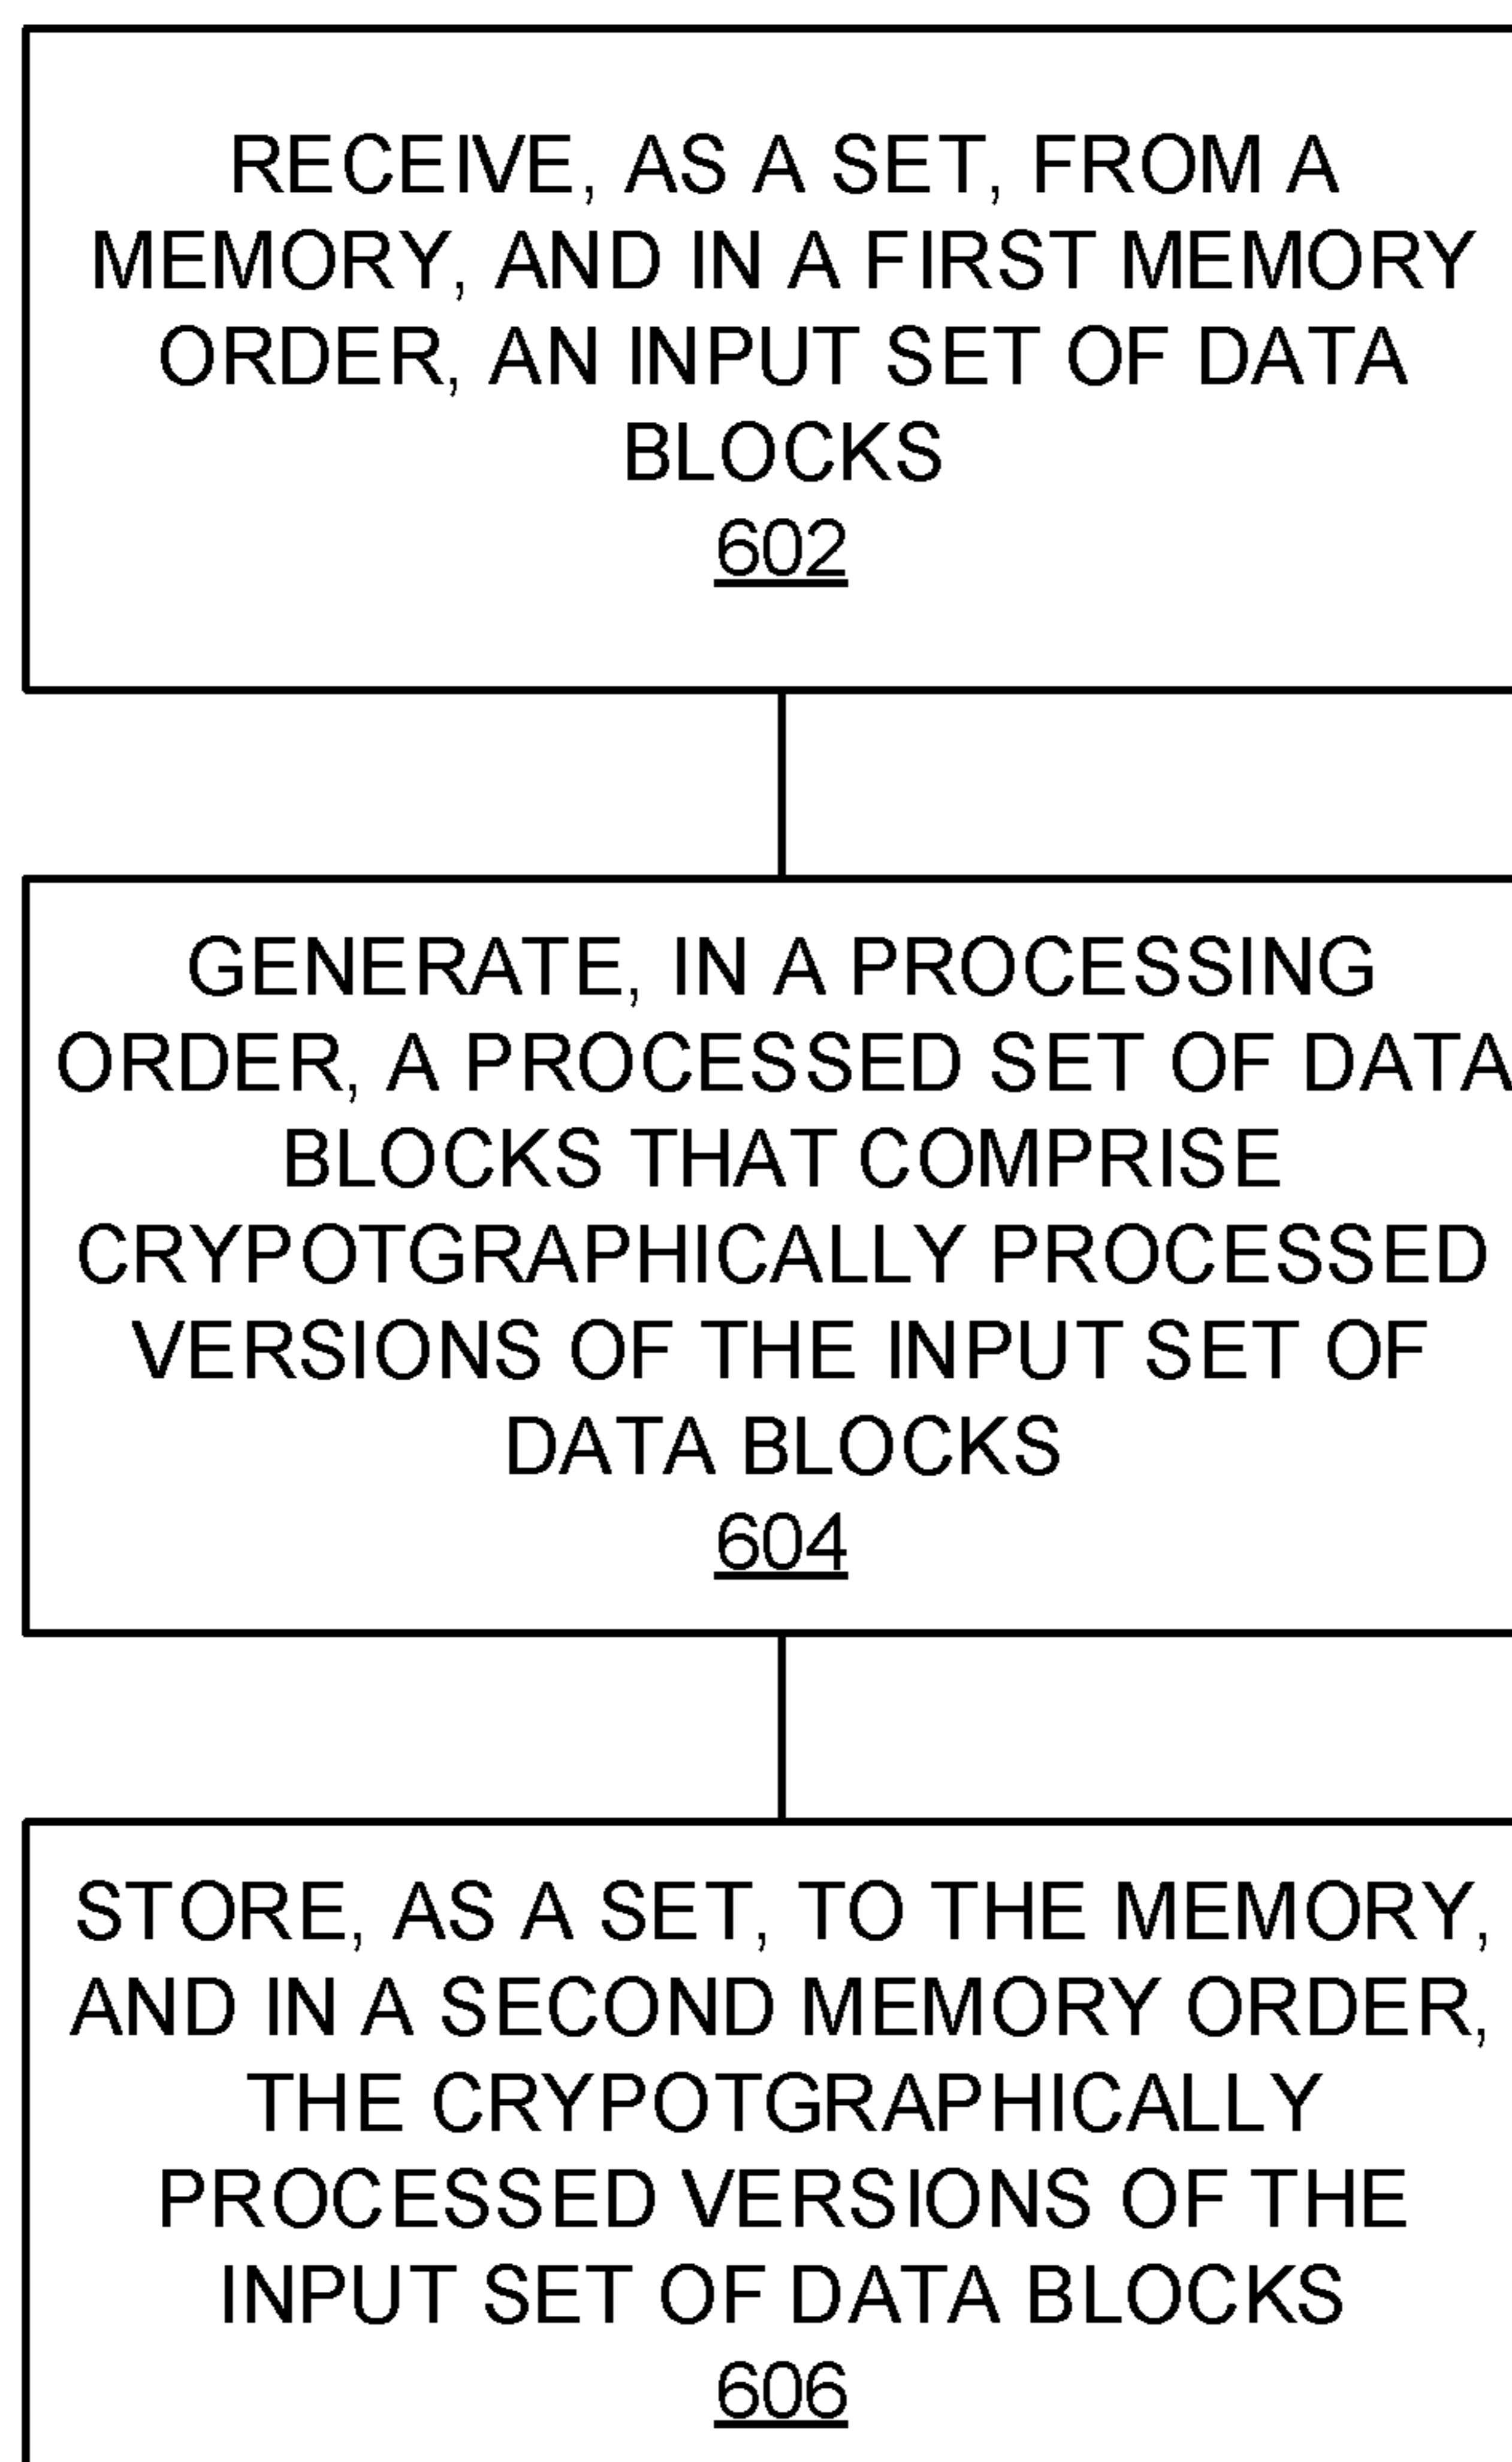 RECEIVE, AS A SET, FROM A
MEMORY, AND IN A FIRST MEMORY
ORDER, AN INPUT SET OF DATA
BLOCKS
602
GENERATE, IN A PROCESSING
ORDER, A PROCESSED SET OF DATA
BLOCKS THAT COMPRISE
CRYPOTGRAPHICALLY PROCESSED
VERSIONS OF THE INPUT SET OF
DATA BLOCKS
604
STORE, AS A SET, TO THE MEMORY,
AND IN A SECOND MEMORY ORDER,
THE CRYPOTGRAPHICALLY
PROCESSED VERSIONS OF THE
INPUT SET OF DATA BLOCKS
606